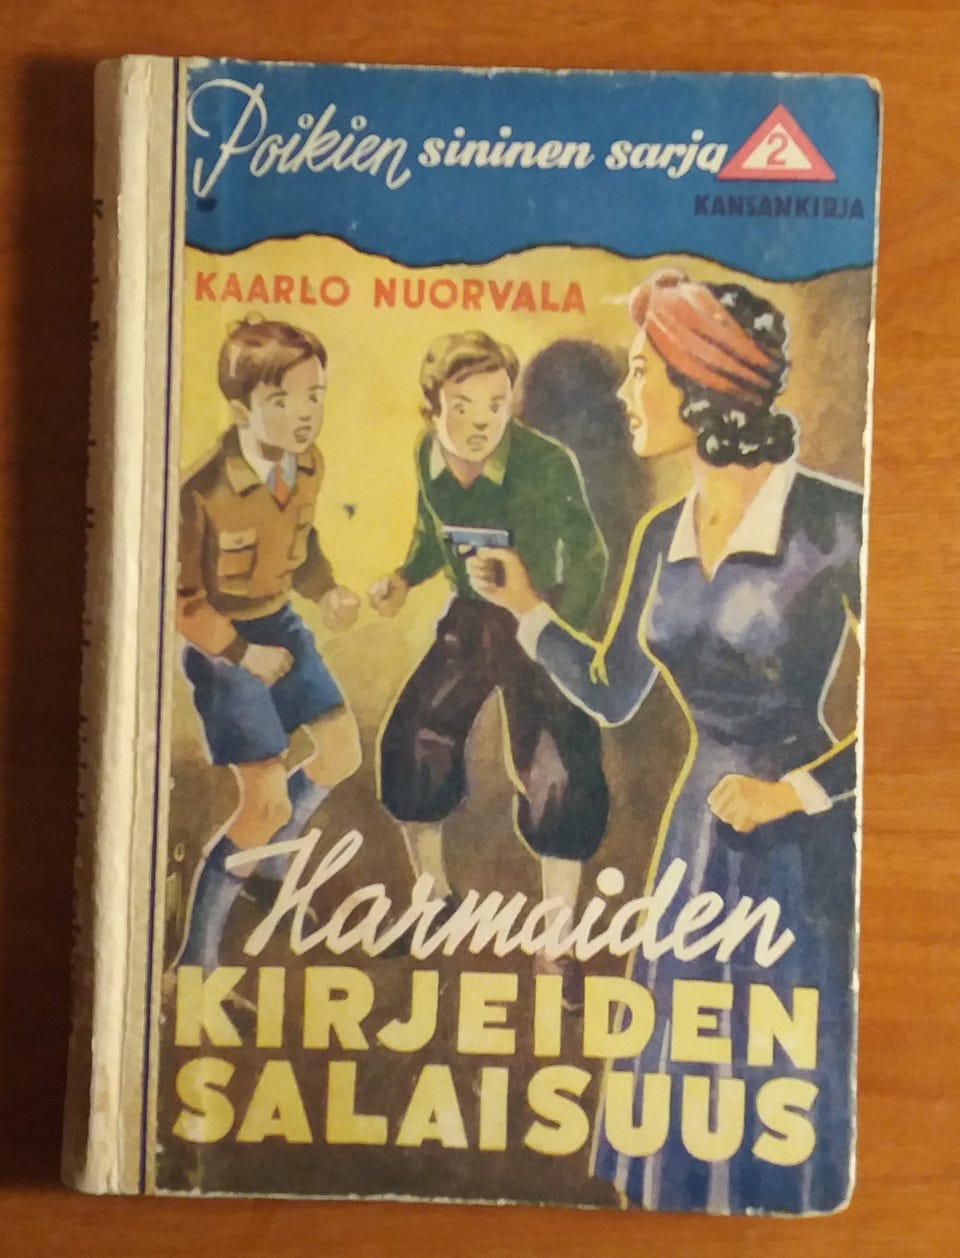 Poikien sininen sarja
2
KANSANKIRJA
KAARLO NUORVALA
Harmaiden
KIRJEIDEN
SALAISUUS